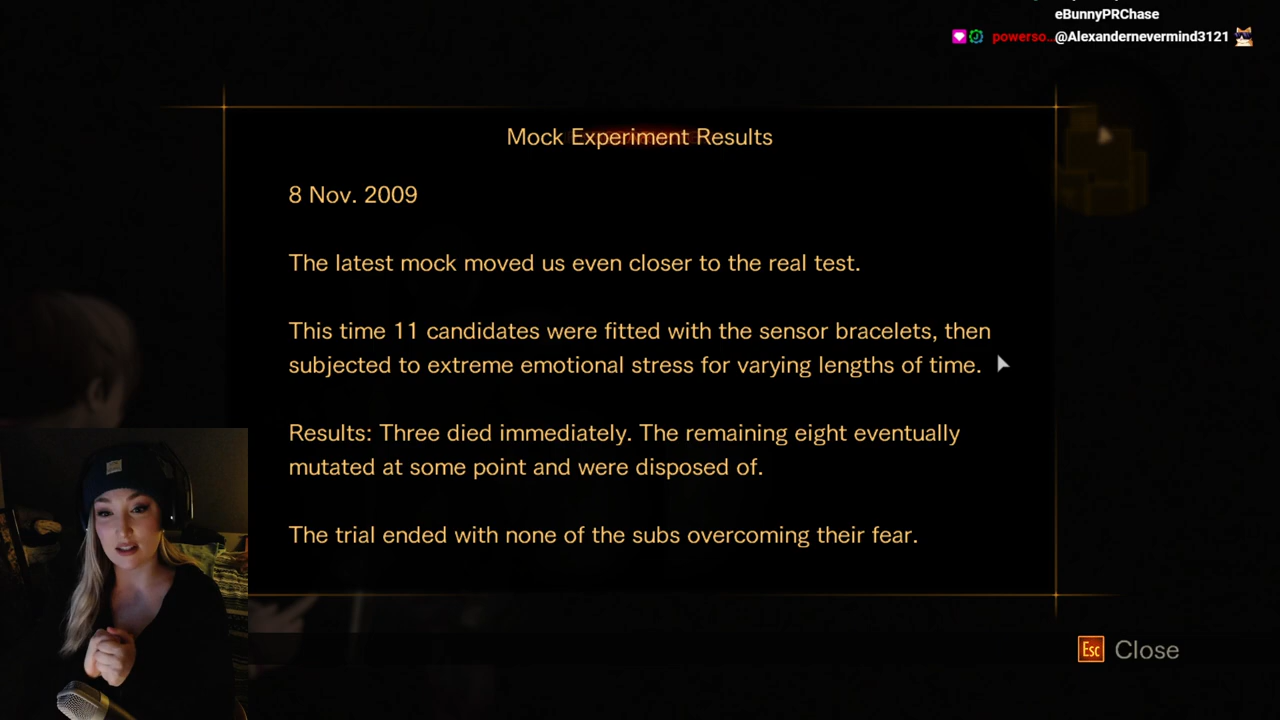 eBunnyPRChase
powerso... @Alexandernevermind3121
Mock Experiment Results
8 Nov. 2009
The latest mock moved us even closer to the real test.
This time 11 candidates were fitted with the sensor bracelets, then
subjected to extreme emotional stress for varying lengths of time.
Results: Three died immediately. The remaining eight eventually
mutated at some point and were disposed of.
The trial ended with none of the subs overcoming their fear.
Esc Close